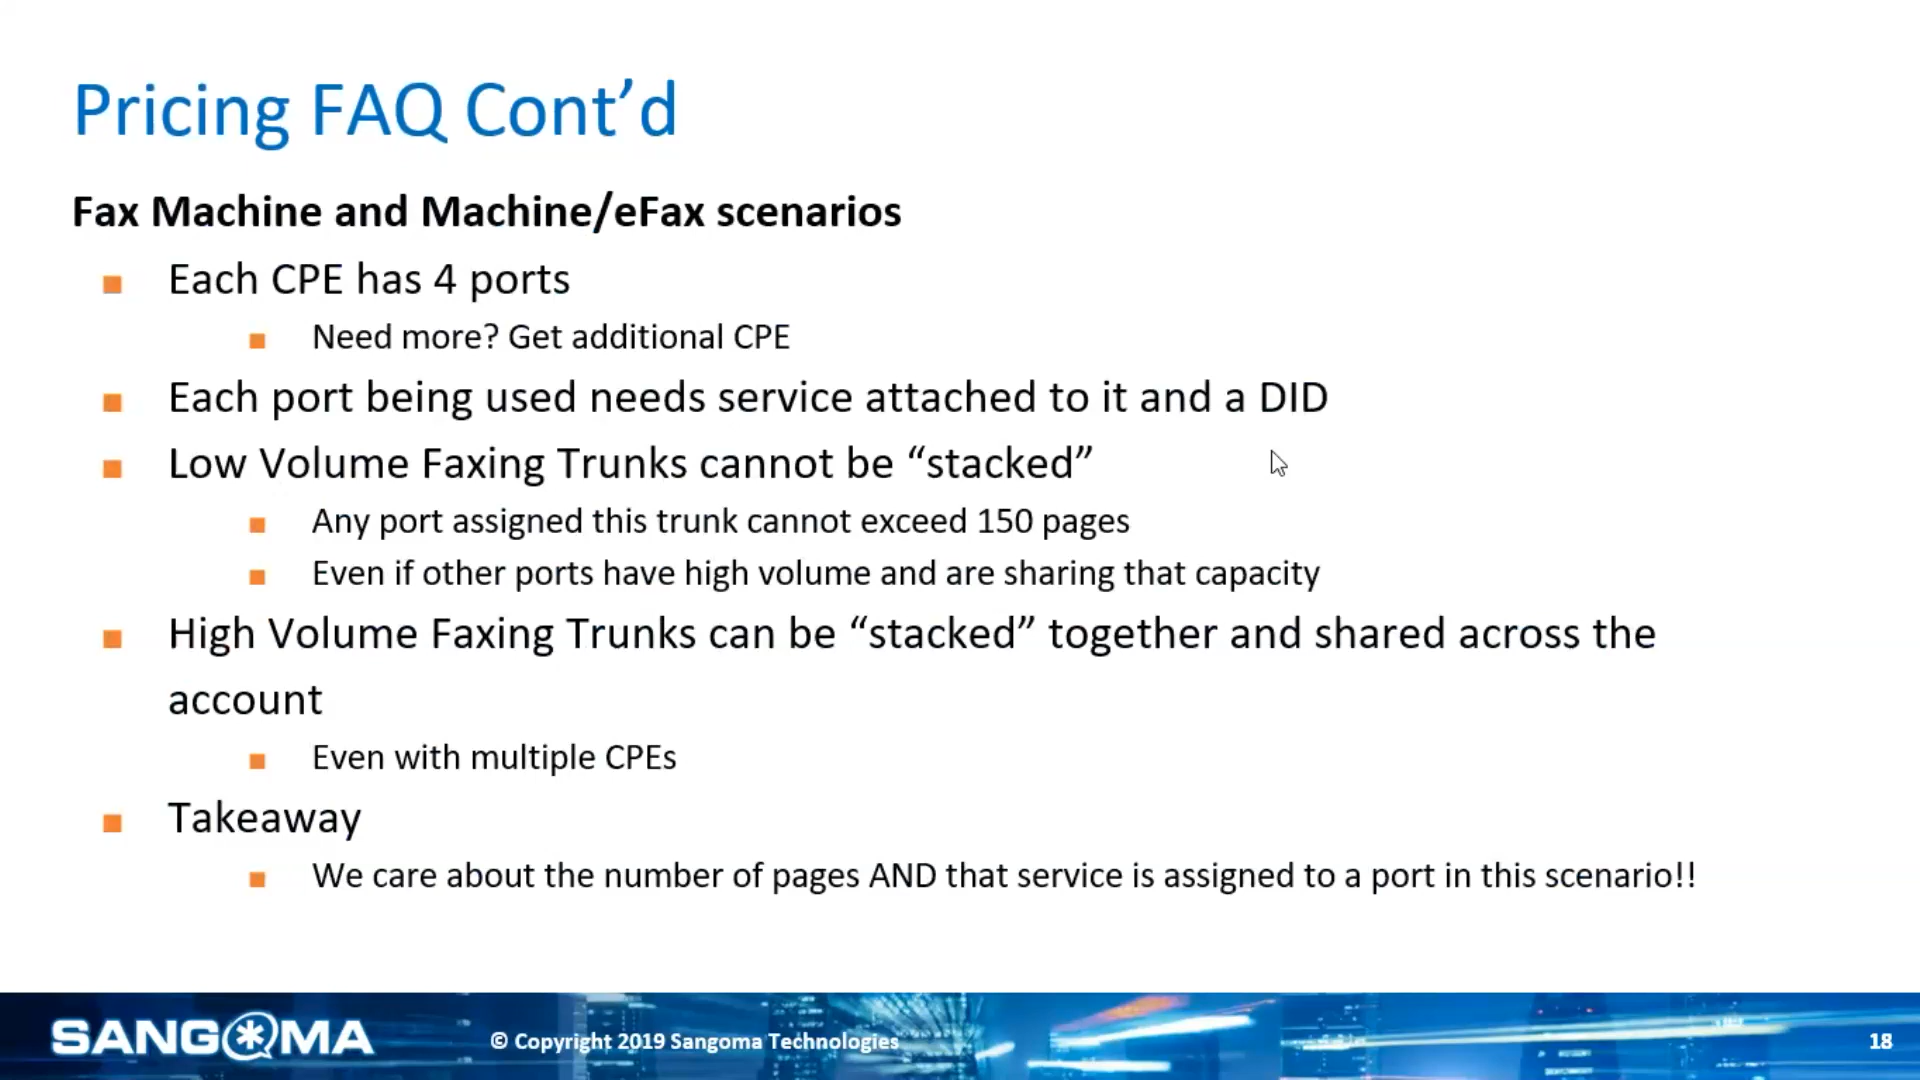 Pricing FAQ Cont’d
Fax Machine and Machine/eFax scenarios
Each CPE has 4 ports
Need more? Get additional CPE
Each port being used needs service attached to it and a DID
Low Volume Faxing Trunks cannot be “stacked”
Any port assigned this trunk cannot exceed 150 pages
Even if other ports have high volume and are sharing that capacity
High Volume Faxing Trunks can be “stacked” together and shared across the
account
Even with multiple CPEs
Takeaway
We care about the number of pages AND that service is assigned to a port in this scenario!!
SANGOMA
© Copyright 2019 Sangoma Technologies
18